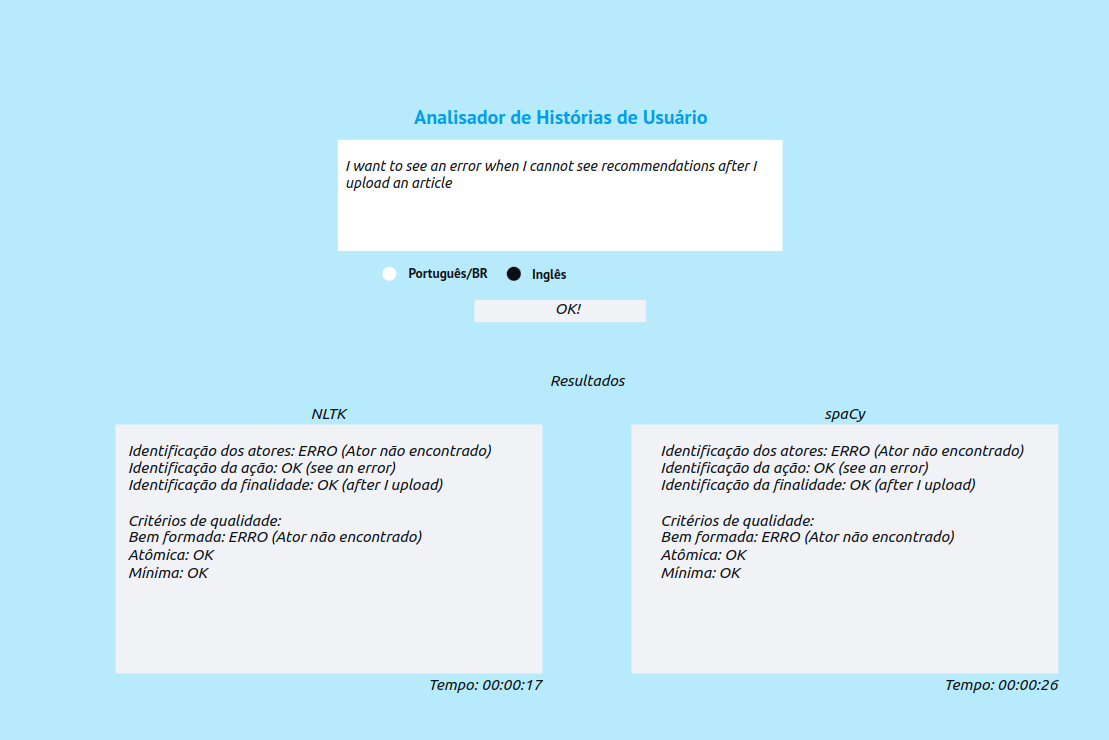 Analisador de Histórias de Usuário
I want to see an error when I cannot see recommendations after I
upload an article
Português/BR
Inglês
OK!
Resultados
NLTK
Identificação dos atores: ERRO (Ator não encontrado)
Identificação da ação: OK (see an error)
Identificação da finalidade: OK (after I upload)
Critérios de qualidade:
Bem formada: ERRO (Ator não encontrado)
Atômica: OK
Mínima: OK
Tempo: 00:00:17
spaCy
Identificação dos atores: ERRO (Ator não encontrado)
Identificação da ação: OK (see an error)
Identificação da finalidade: OK (after I upload)
Critérios de qualidade:
Bem formada: ERRO (Ator não encontrado)
Atômica: OK
Mínima: OK
Tempo: 00:00:26